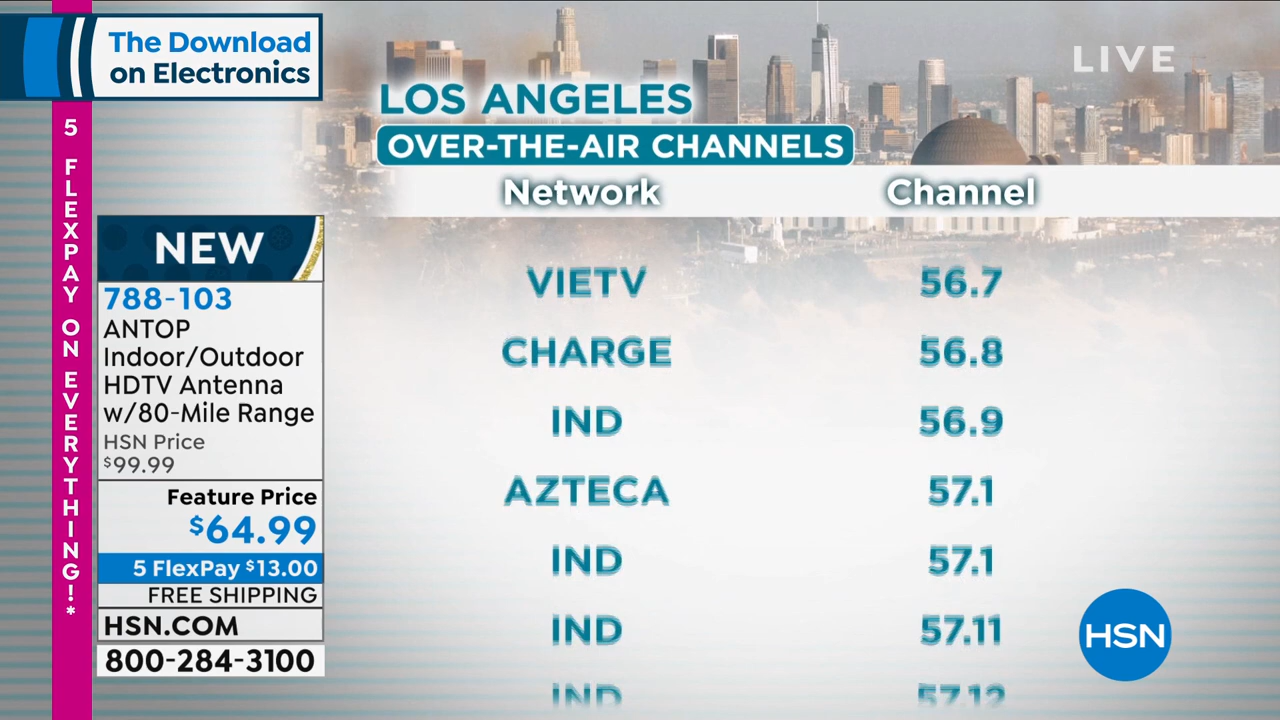 The Download
on Electronics
LIVE
LOS ANGELES
OVER-THE-AIR CHANNELS
Network Channel
VIETV 56.7
CHARGE 56.8
IND 56.9
AZTECA 57.1
IND 57.1
IND 57.11
IND 57.12
5 FLEXPAY ON EVERYTHING!*
NEW
788-103
ANTOP
Indoor/Outdoor
HDTV Antenna
w/80-Mile Range
HSN Price
$99.99
Feature Price
$64.99
5 FlexPay $13.00
FREE SHIPPING
HSN.COM
800-284-3100
HSN